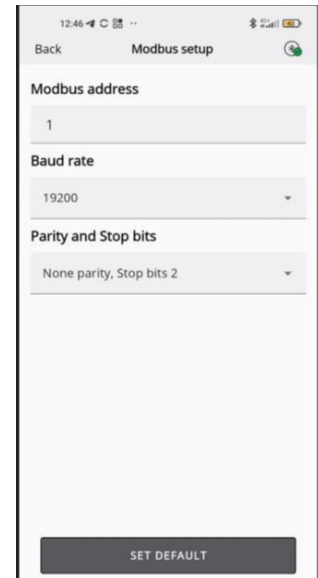 12:46
Back Modbus setup
Modbus address
1
Baud rate
19200
Parity and Stop bits
None parity, Stop bits 2
SET DEFAULT